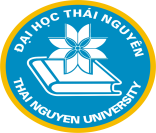 ĐẠI HỌC THÁI NGUYÊN
THAI NGUYEN UNIVERSITY